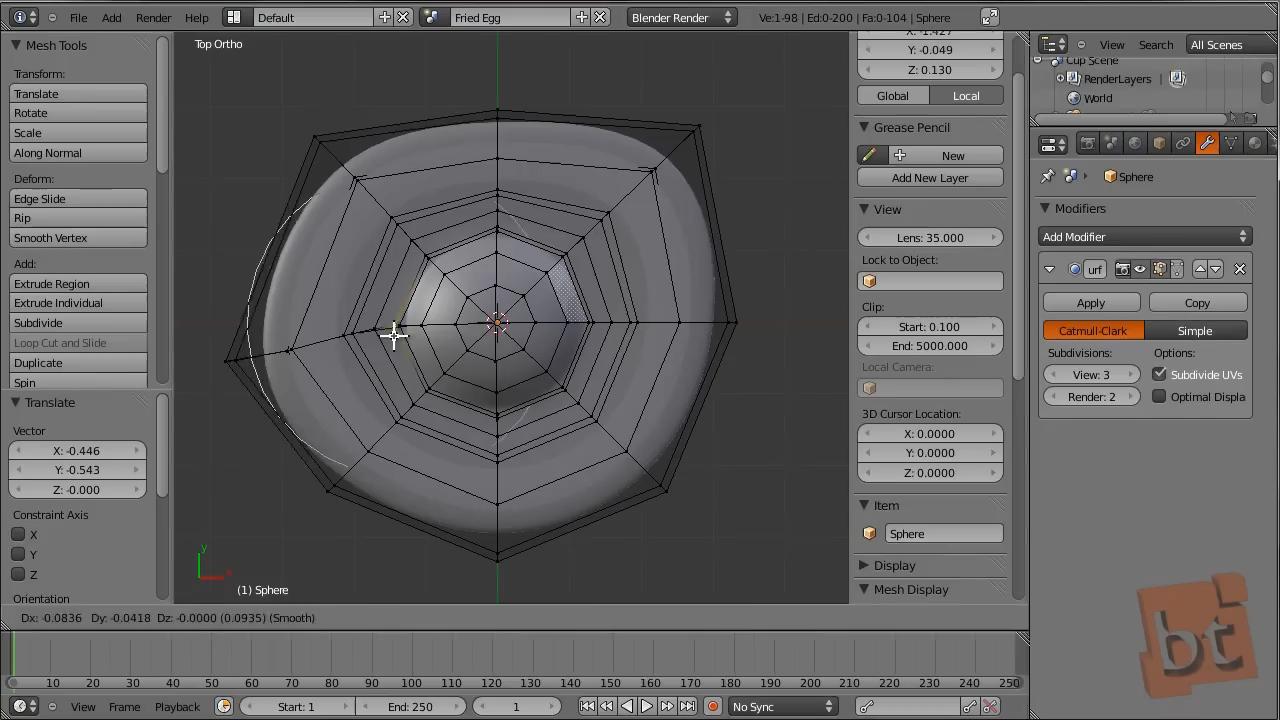 File Add Render Help Default Fried Egg Blender Render Ve:1-98 | Ed:0-200 | Fa:0-104 | Sphere
Mesh Tools
Transform:
Translate
Rotate
Scale
Along Normal
Deform:
Edge Slide
Rip
Smooth Vertex
Add:
Extrude Region
Extrude Individual
Subdivide
Loop Cut and Slide
Duplicate
Spin
Translate
Vector
X: -0.446
Y: -0.543
Z: -0.000
Constraint Axis
X
Y
Z
Orientation
Top Ortho
y
x
(1) Sphere
Dx: -0.0836 Dy: -0.0418 Dz: -0.0000 (0.0935) (Smooth)
X: -1.427
Y: -0.049
Z: 0.130
Global Local
Grease Pencil
New
Add New Layer
View
Lens: 35.000
Lock to Object:
Clip:
Start: 0.100
End: 5000.000
Local Camera:
3D Cursor Location:
X: 0.0000
Y: 0.0000
Z: 0.0000
Item
Sphere
Display
Mesh Display
View Search All Scenes
Cup Scene
RenderLayers |
World
Sphere
Modifiers
Add Modifier
urf
Apply Copy
Catmull-Clark Simple
Subdivisions: Options:
View: 3 Subdivide UVs
Render: 2 Optimal Displa
bt
10 20 30 40 50 60 70 80 90 100 110 120 130 140 150 160 170 180 190 200 210 220 230 240 250
View Frame Playback Start: 1 End: 250 1 No Sync